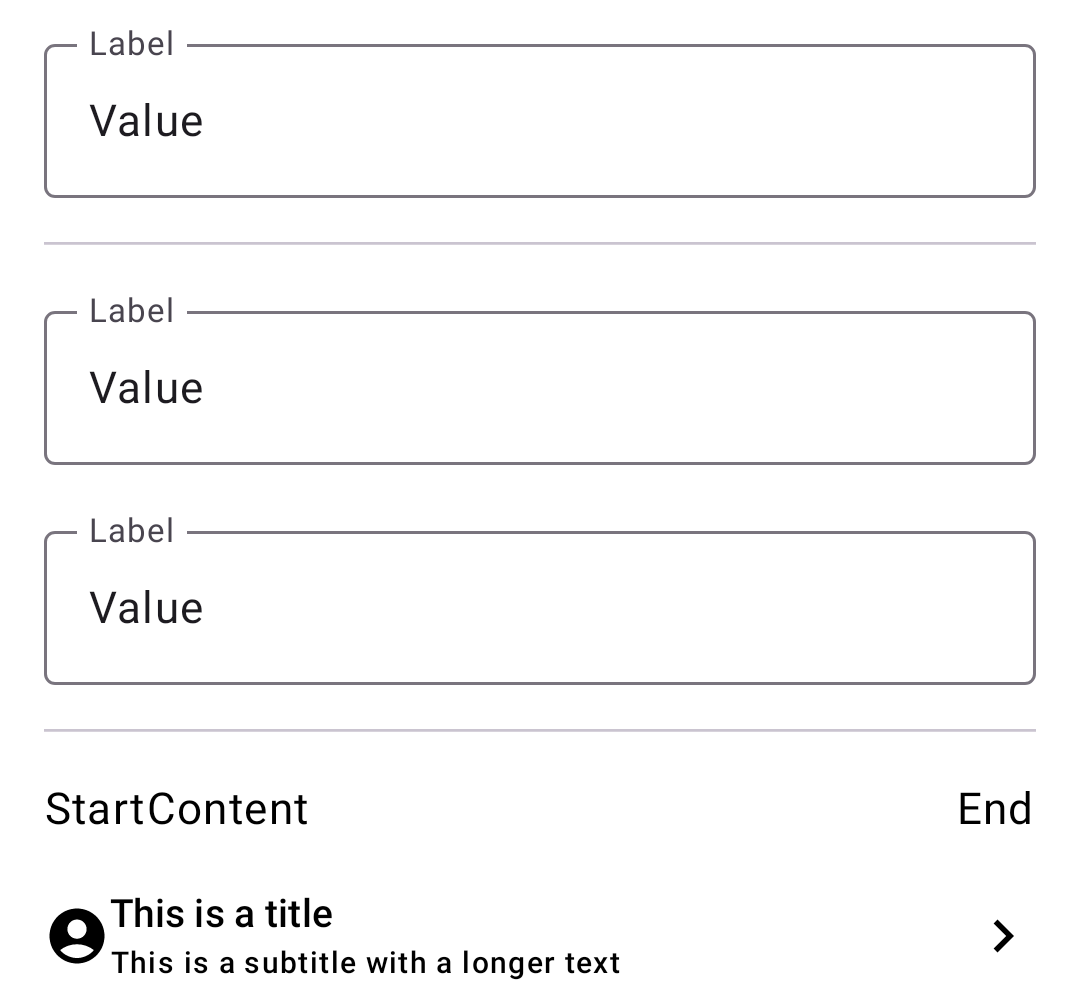 Label
Value
Label
Value
Label
Value
StartContent End
This is a title
This is a subtitle with a longer text